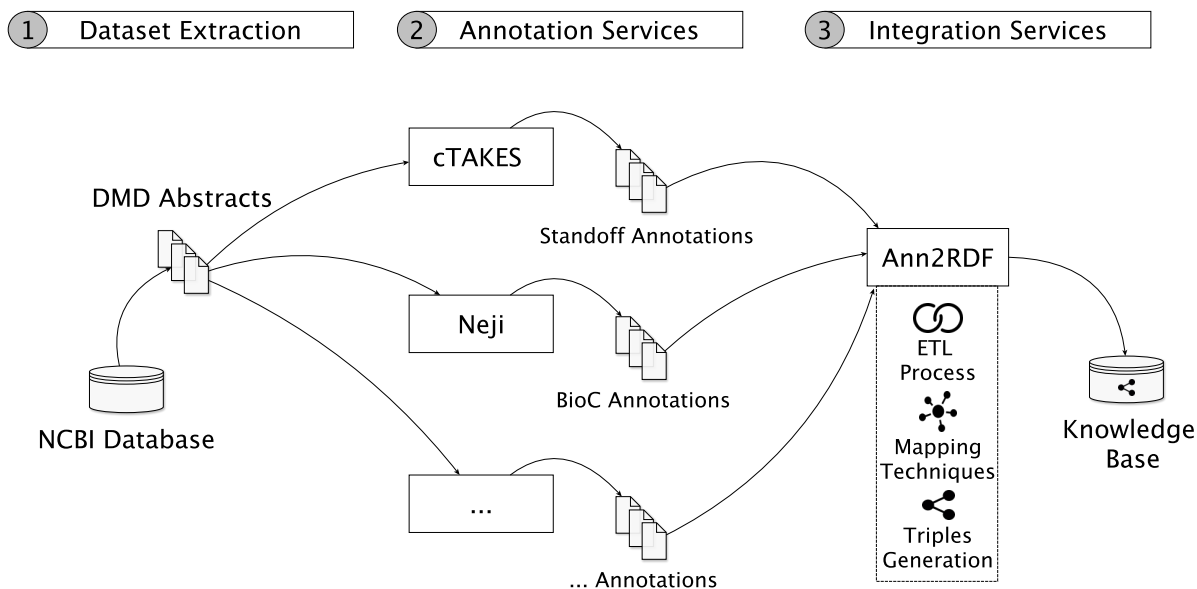 1 Dataset Extraction
2 Annotation Services
3 Integration Services
DMD Abstracts
NCBI Database
cTAKES
Standoff Annotations
Neji
BioC Annotations
...
... Annotations
Ann2RDF
ETL
Process
Mapping
Techniques
Triples
Generation
Knowledge
Base